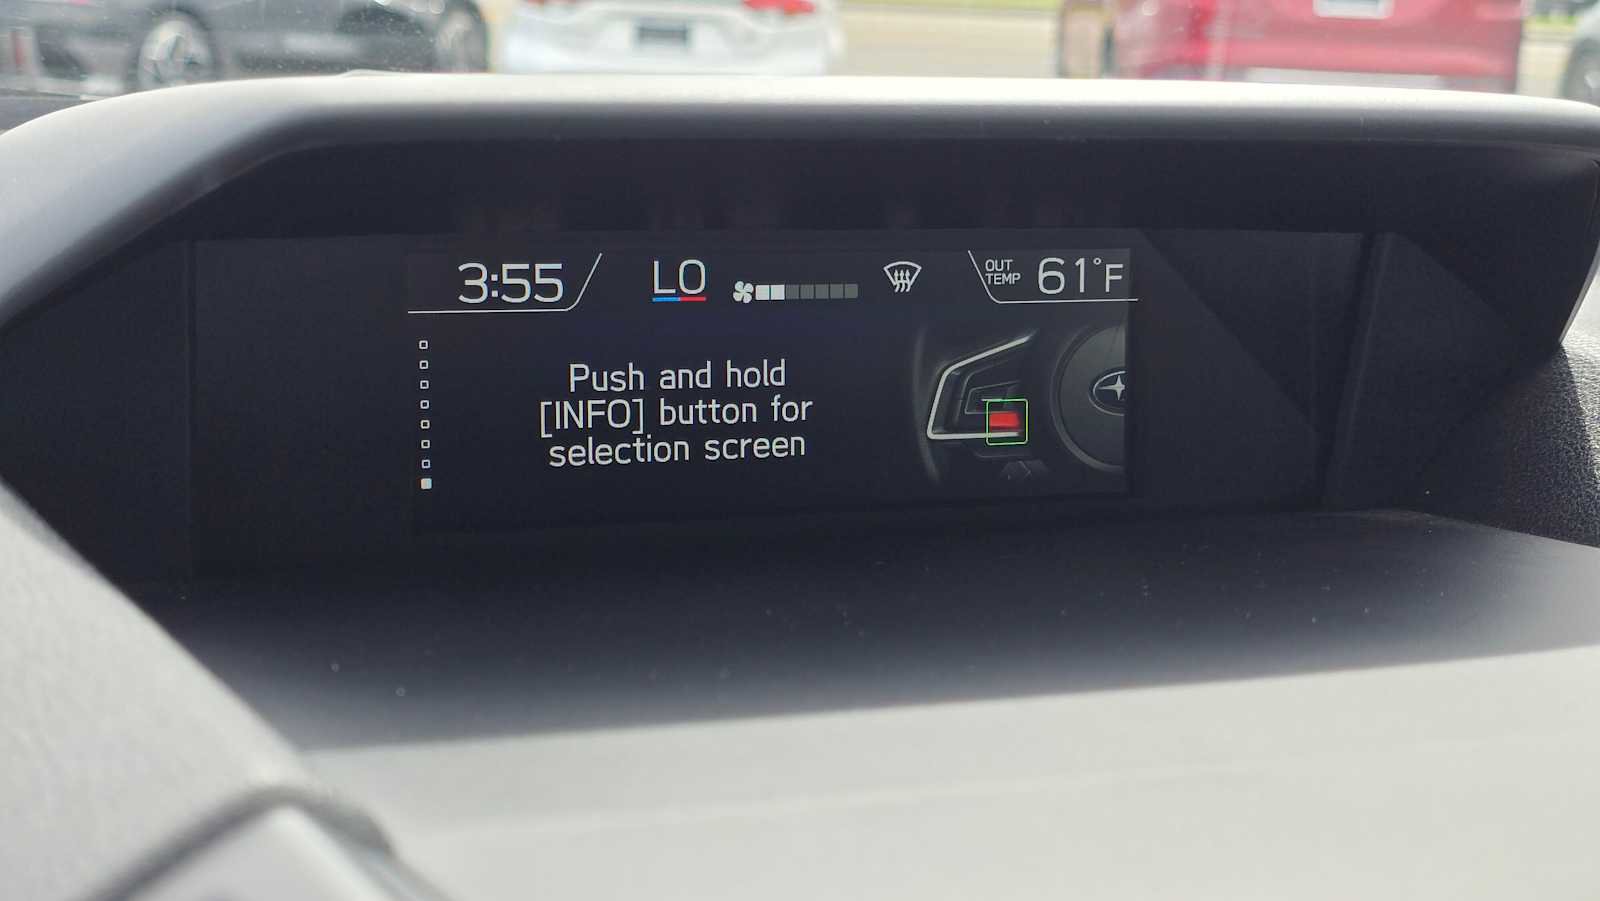 3:55
LO
OUT
TEMP
61°F
Push and hold
[INFO] button for
selection screen